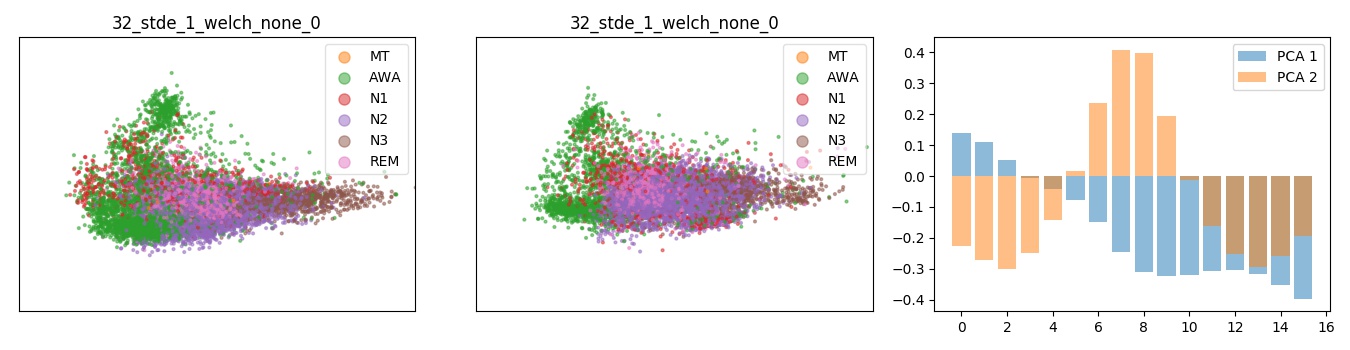 32_stde_1_welch_none_0
MT
AWA
N1
N2
N3
REM
32_stde_1_welch_none_0
MT
AWA
N1
N2
N3
REM
PCA 1
PCA 2
0.4
0.3
0.2
0.1
0.0
−0.1
−0.2
−0.3
−0.4
0 2 4 6 8 10 12 14 16